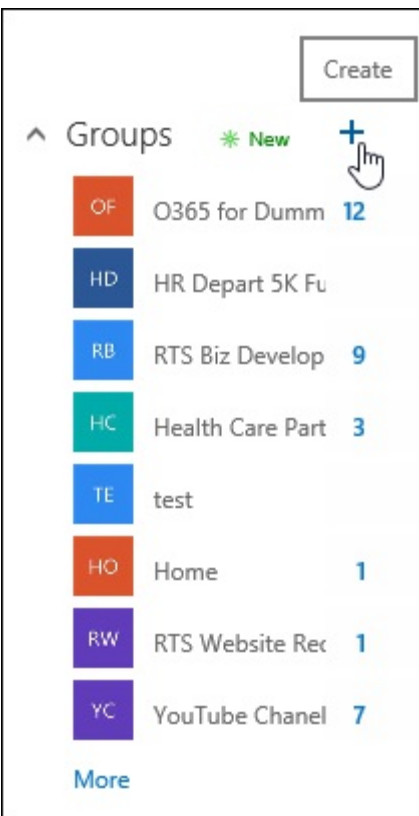 Create
Groups New
OF O365 for Dumm 12
HD HR Depart 5K Fu
RB RTS Biz Develop 9
HC Health Care Part 3
TE test
HO Home 1
RW RTS Website Rec 1
YC YouTube Chanel 7
More